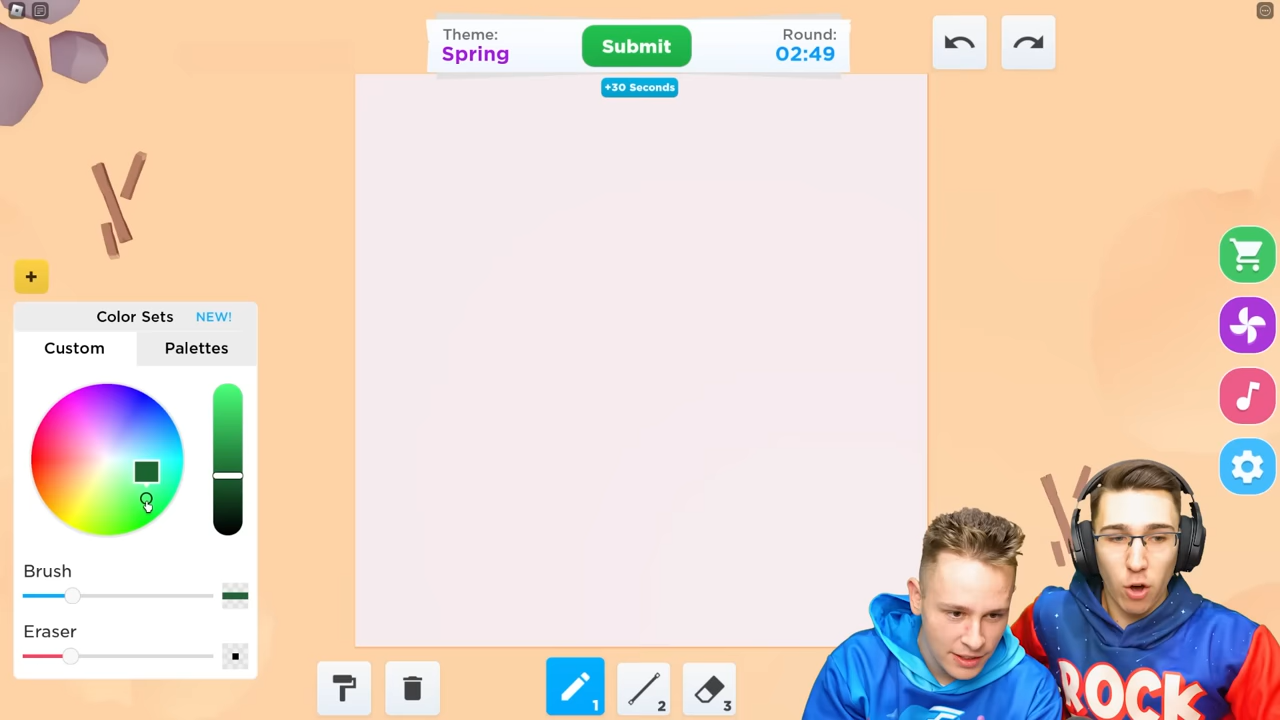 Theme:
Spring
Submit
Round:
02:49
+30 Seconds
+
Color Sets NEW!
Custom
Palettes
Brush
Eraser
1
2
3
ROCK